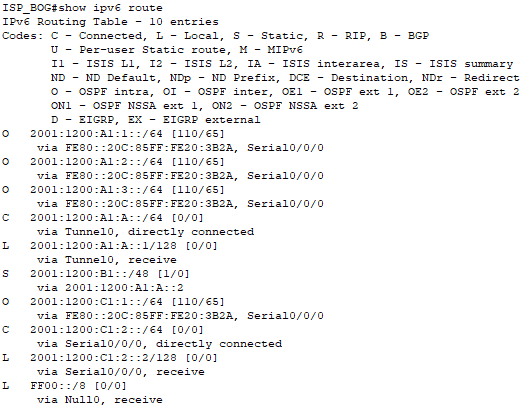 ISP_BOG#show ipv6 route
IPv6 Routing Table - 10 entries
Codes: C - Connected, L - Local, S - Static, R - RIP, B - BGP
U - Per-user Static route, M - MIPv6
I1 - ISIS L1, I2 - ISIS L2, IA - ISIS interarea, IS - ISIS summary
ND - ND Default, NDp - ND Prefix, DCE - Destination, NDr - Redirect
O - OSPF intra, OI - OSPF inter, OE1 - OSPF ext 1, OE2 - OSPF ext 2
ON1 - OSPF NSSA ext 1, ON2 - OSPF NSSA ext 2
D - EIGRP, EX - EIGRP external
O 2001:1200:A1:1::/64 [110/65]
via FE80::20C:85FF:FE20:3B2A, Serial0/0/0
O 2001:1200:A1:2::/64 [110/65]
via FE80::20C:85FF:FE20:3B2A, Serial0/0/0
O 2001:1200:A1:3::/64 [110/65]
via FE80::20C:85FF:FE20:3B2A, Serial0/0/0
C 2001:1200:A1:A::/64 [0/0]
via Tunnel0, directly connected
L 2001:1200:A1:A::1/128 [0/0]
via Tunnel0, receive
S 2001:1200:B1::/48 [1/0]
via 2001:1200:A1:A::2
O 2001:1200:C1:1::/64 [110/65]
via FE80::20C:85FF:FE20:3B2A, Serial0/0/0
C 2001:1200:C1:2::/64 [0/0]
via Serial0/0/0, directly connected
L 2001:1200:C1:2::2/128 [0/0]
via Serial0/0/0, receive
L FF00::/8 [0/0]
via Null0, receive